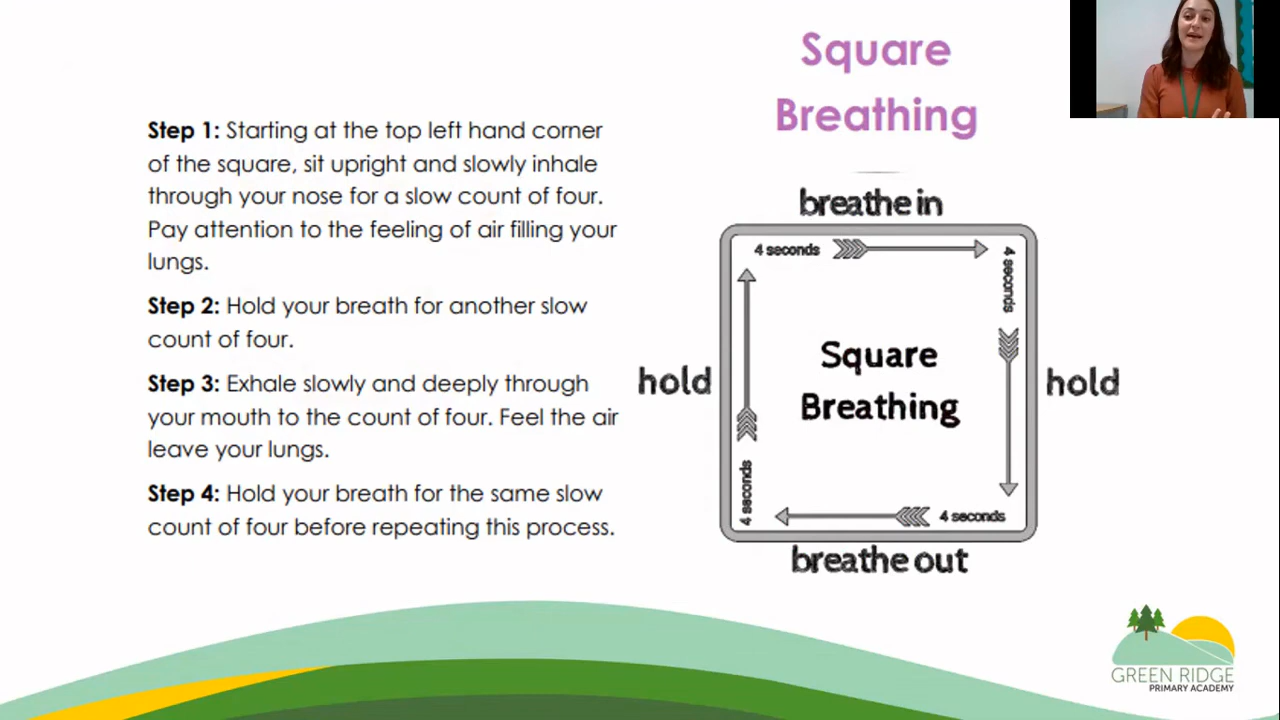 Square
Breathing
Step 1: Starting at the top left hand corner
of the square, sit upright and slowly inhale
through your nose for a slow count of four.
Pay attention to the feeling of air filling your
lungs.
Step 2: Hold your breath for another slow
count of four.
Step 3: Exhale slowly and deeply through
your mouth to the count of four. Feel the air
leave your lungs.
Step 4: Hold your breath for the same slow
count of four before repeating this process.
breathe in
4 seconds
4 seconds
hold
Square
Breathing
hold
4 seconds
4 seconds
breathe out
GREEN RIDGE
PRIMARY ACADEMY